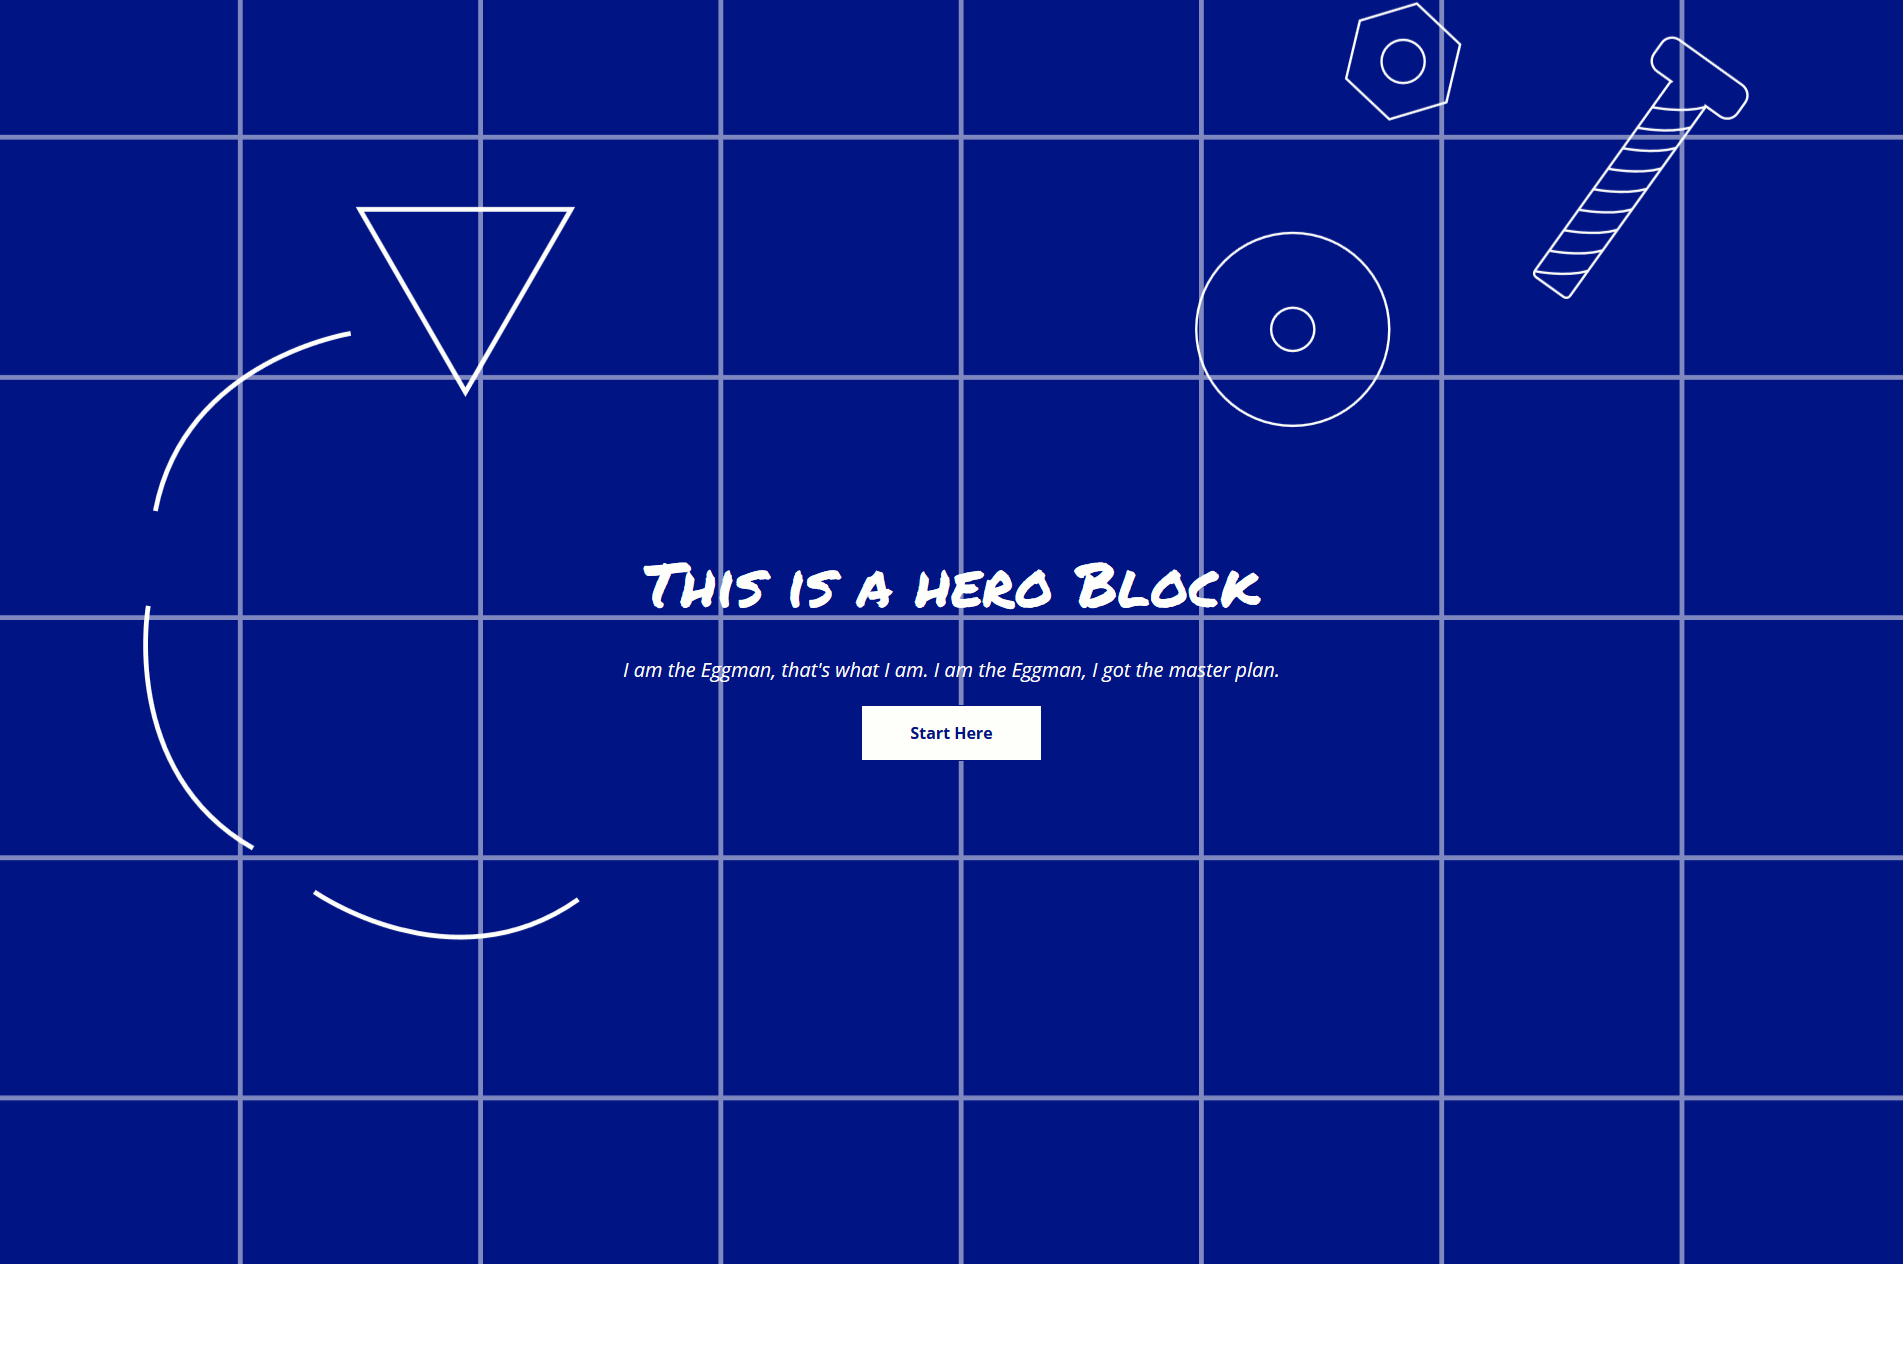 This is a hero Block
I am the Eggman, that's what I am. I am the Eggman, I got the master plan.
Start Here